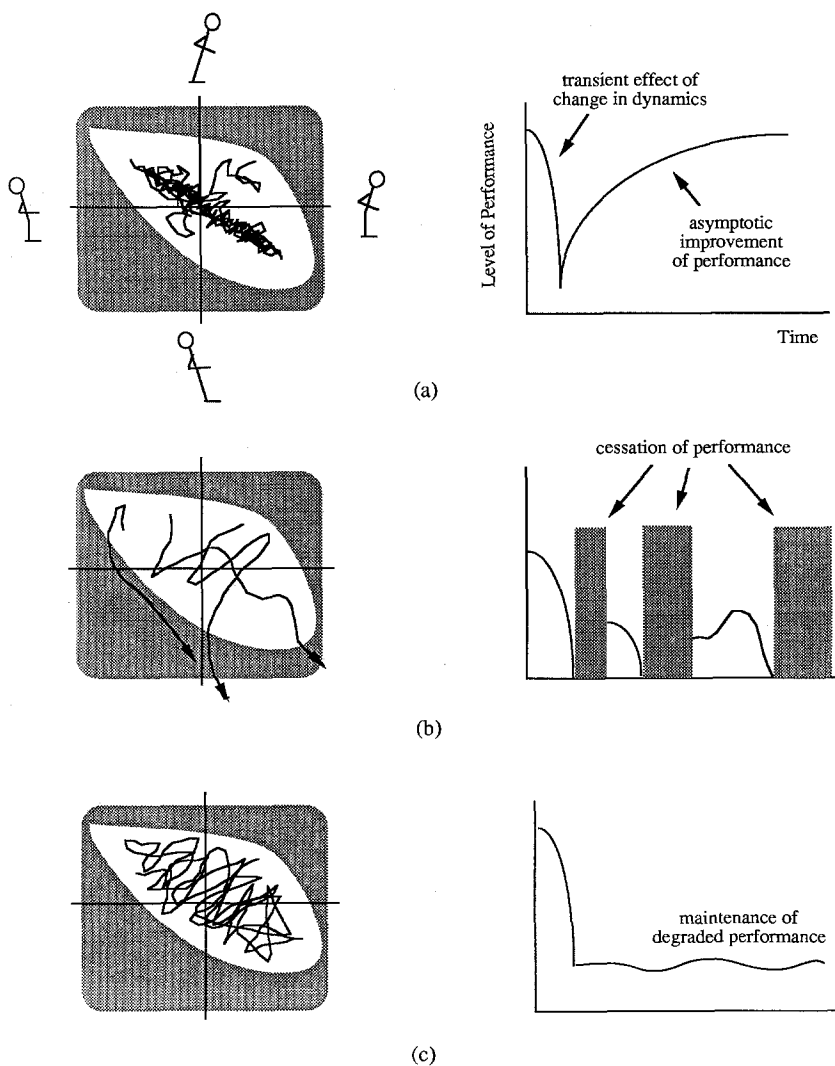 transient effect of
change in dynamics
Level of Performance
asymptotic
improvement
of performance
Time
(a)
cessation of performance
(b)
maintenance of
degraded performance
(c)